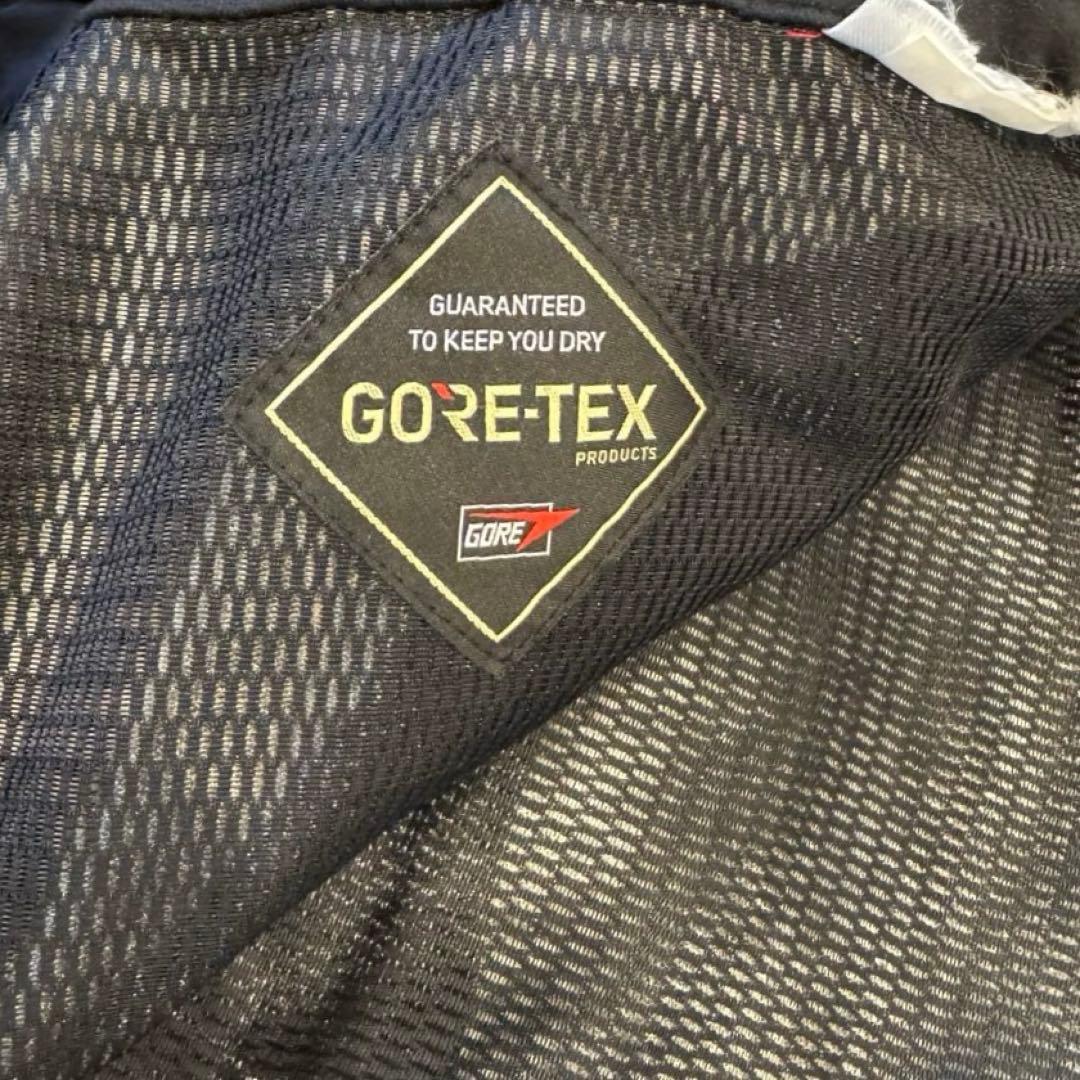 GUARANTEED
TO KEEP YOU DRY
GORE-TEX
PRODUCTS
GORE